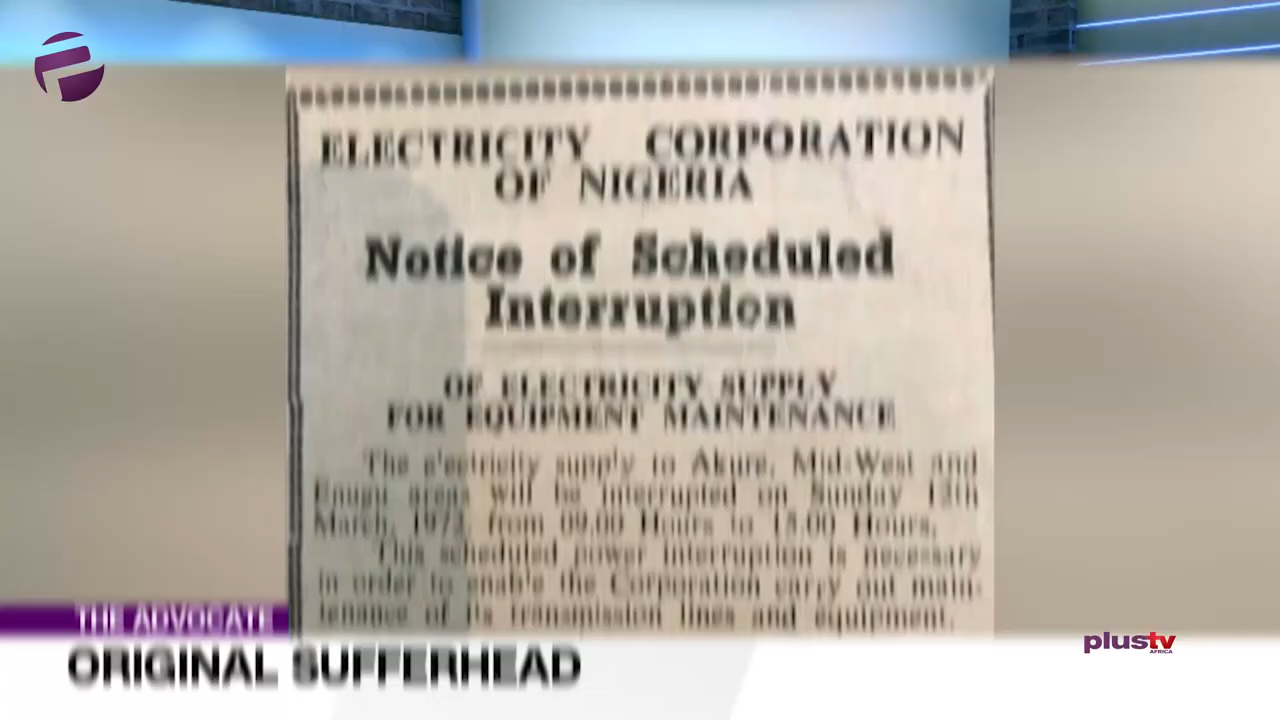 ELECTRICITY CORPORATION
OF NIGERIA
Notice of Scheduled
Interruption
OF ELECTRICITY SUPPLY
FOR EQUIPMENT MAINTENANCE
The electricity supply to Akure, Mid-West and
Enugu areas will be interrupted on Sunday 12th
March, 1972 from 09.00 Hours to 15.00 Hours.
This scheduled power interruption is necessary
in order to enable the Corporation carry out main-
tenance of its transmission lines and equipment.
THE ADVOCATE
ORIGINAL SUFFERHEAD
plustv
AFRICA